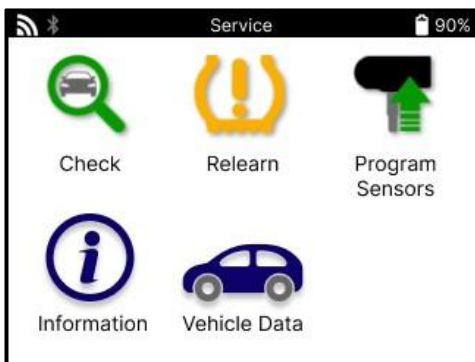 Service
90%
Check
Relearn
Program
Sensors
Information
Vehicle Data